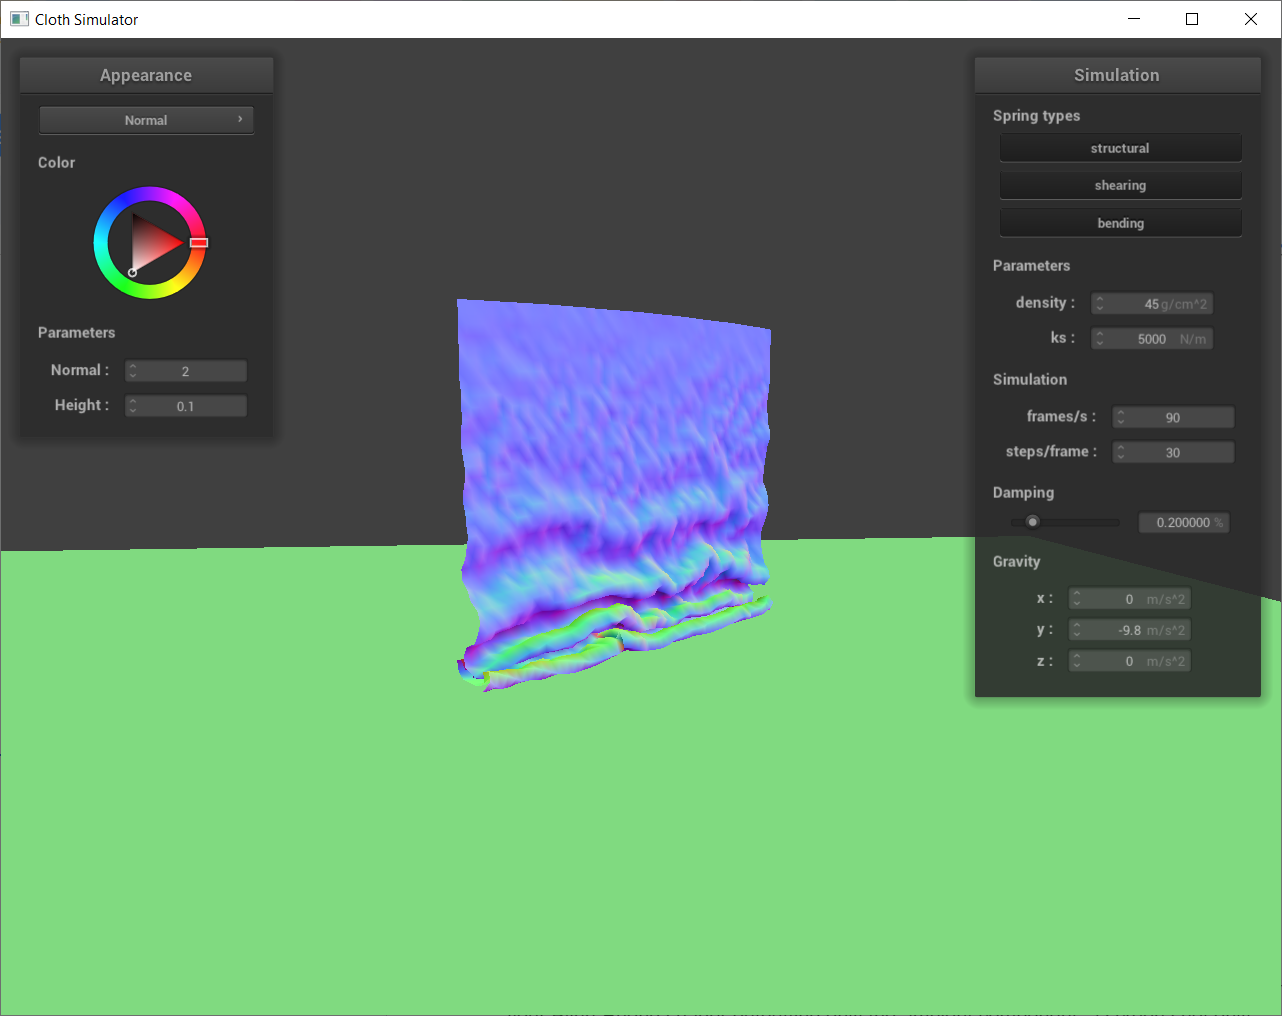 Cloth Simulator
Appearance
Normal
Color
Parameters
Normal : 2
Height : 0.1
Simulation
Spring types
structural
shearing
bending
Parameters
density : 45 g/cm^2
ks : 5000 N/m
Simulation
frames/s : 90
steps/frame : 30
Damping
0.200000 %
Gravity
x : 0 m/s^2
y : -9.8 m/s^2
z : 0 m/s^2